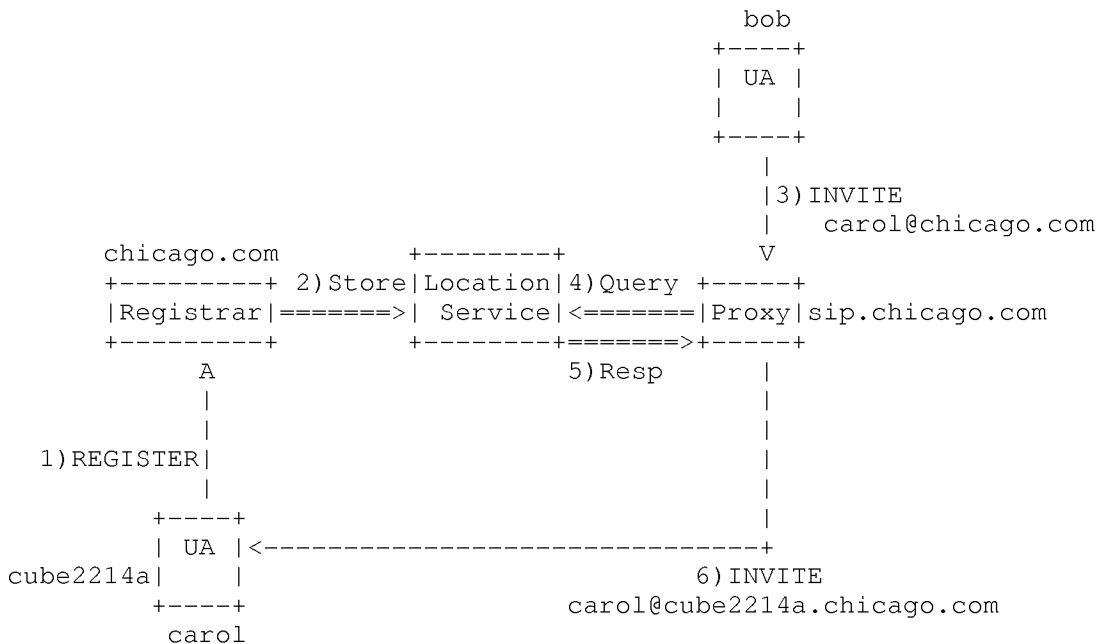 bob
+----+
| UA |
|    |
+----+
|
|3)INVITE
|   carol@chicago.com
chicago.com        +--------+            V
+---------+ 2)Store|Location|4)Query +-----+
|Registrar|=======>| Service|<=======|Proxy|sip.chicago.com
+---------+        +--------+=======>+-----+
A                      5)Resp      |
|                                  |
|                                  |
1)REGISTER|                                  |
|                                  |
+----+                                |
| UA |<-------------------------------+
cube2214a|    |                            6)INVITE
+----+                    carol@cube2214a.chicago.com
carol